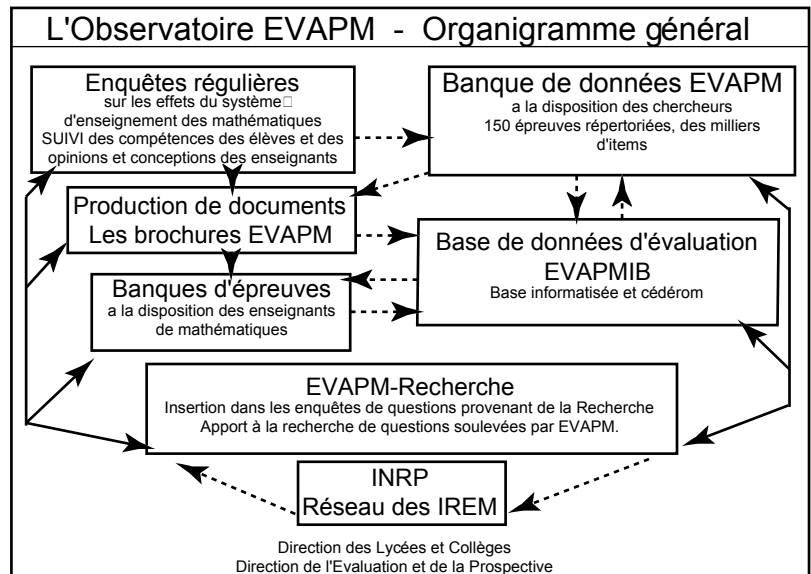 L'Observatoire EVAPM - Organigramme général
Enquêtes régulières
sur les effets du système□
d'enseignement des mathématiques
SUIVI des compétences des élèves et des
opinions et conceptions des enseignants
Banque de données EVAPM
a la disposition des chercheurs
150 épreuves répertoriées, des milliers
d'items
Production de documents
Les brochures EVAPM
Base de données d'évaluation
EVAPMIB
Base informatisée et cédérom
Banques d'épreuves
a la disposition des enseignants
de mathématiques
EVAPM-Recherche
Insertion dans les enquêtes de questions provenant de la Recherche
Apport à la recherche de questions soulevées par EVAPM.
INRP
Réseau des IREM
Direction des Lycées et Collèges
Direction de l'Evaluation et de la Prospective